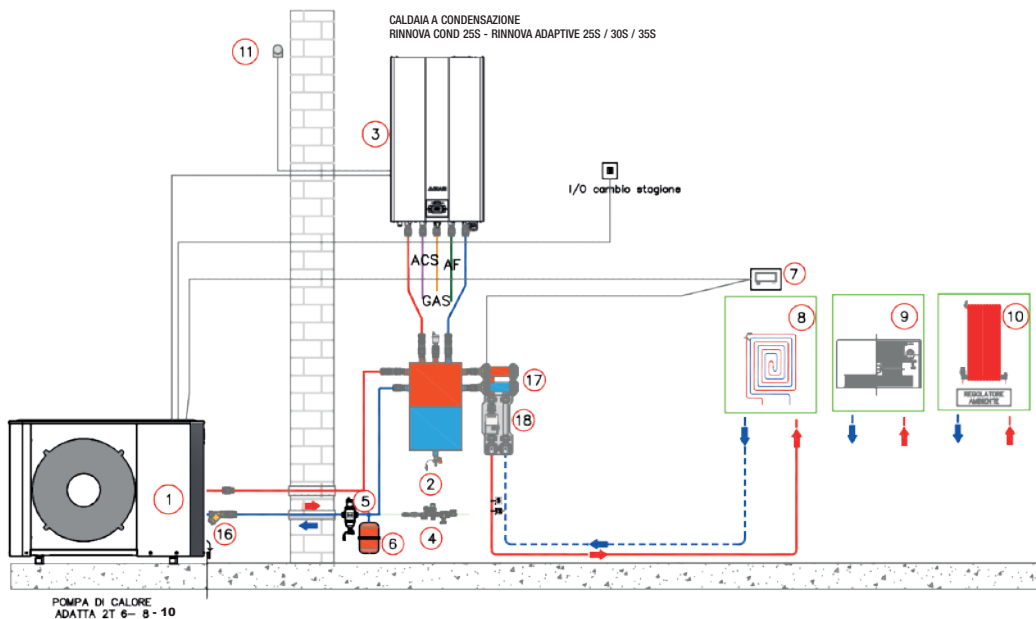 CALDAIA A CONDENSAZIONE
RINNOVA COND 25S - RINNOVA ADAPTIVE 25S / 30S / 35S
11
3
I/O cambio stagione
ACS
AF
GAS
7
8
9
10
REGOLATORE
AMBIENTE
17
18
2
1
16
5
6
4
POMPA DI CALORE
ADATTA 2T 6- 8 - 10